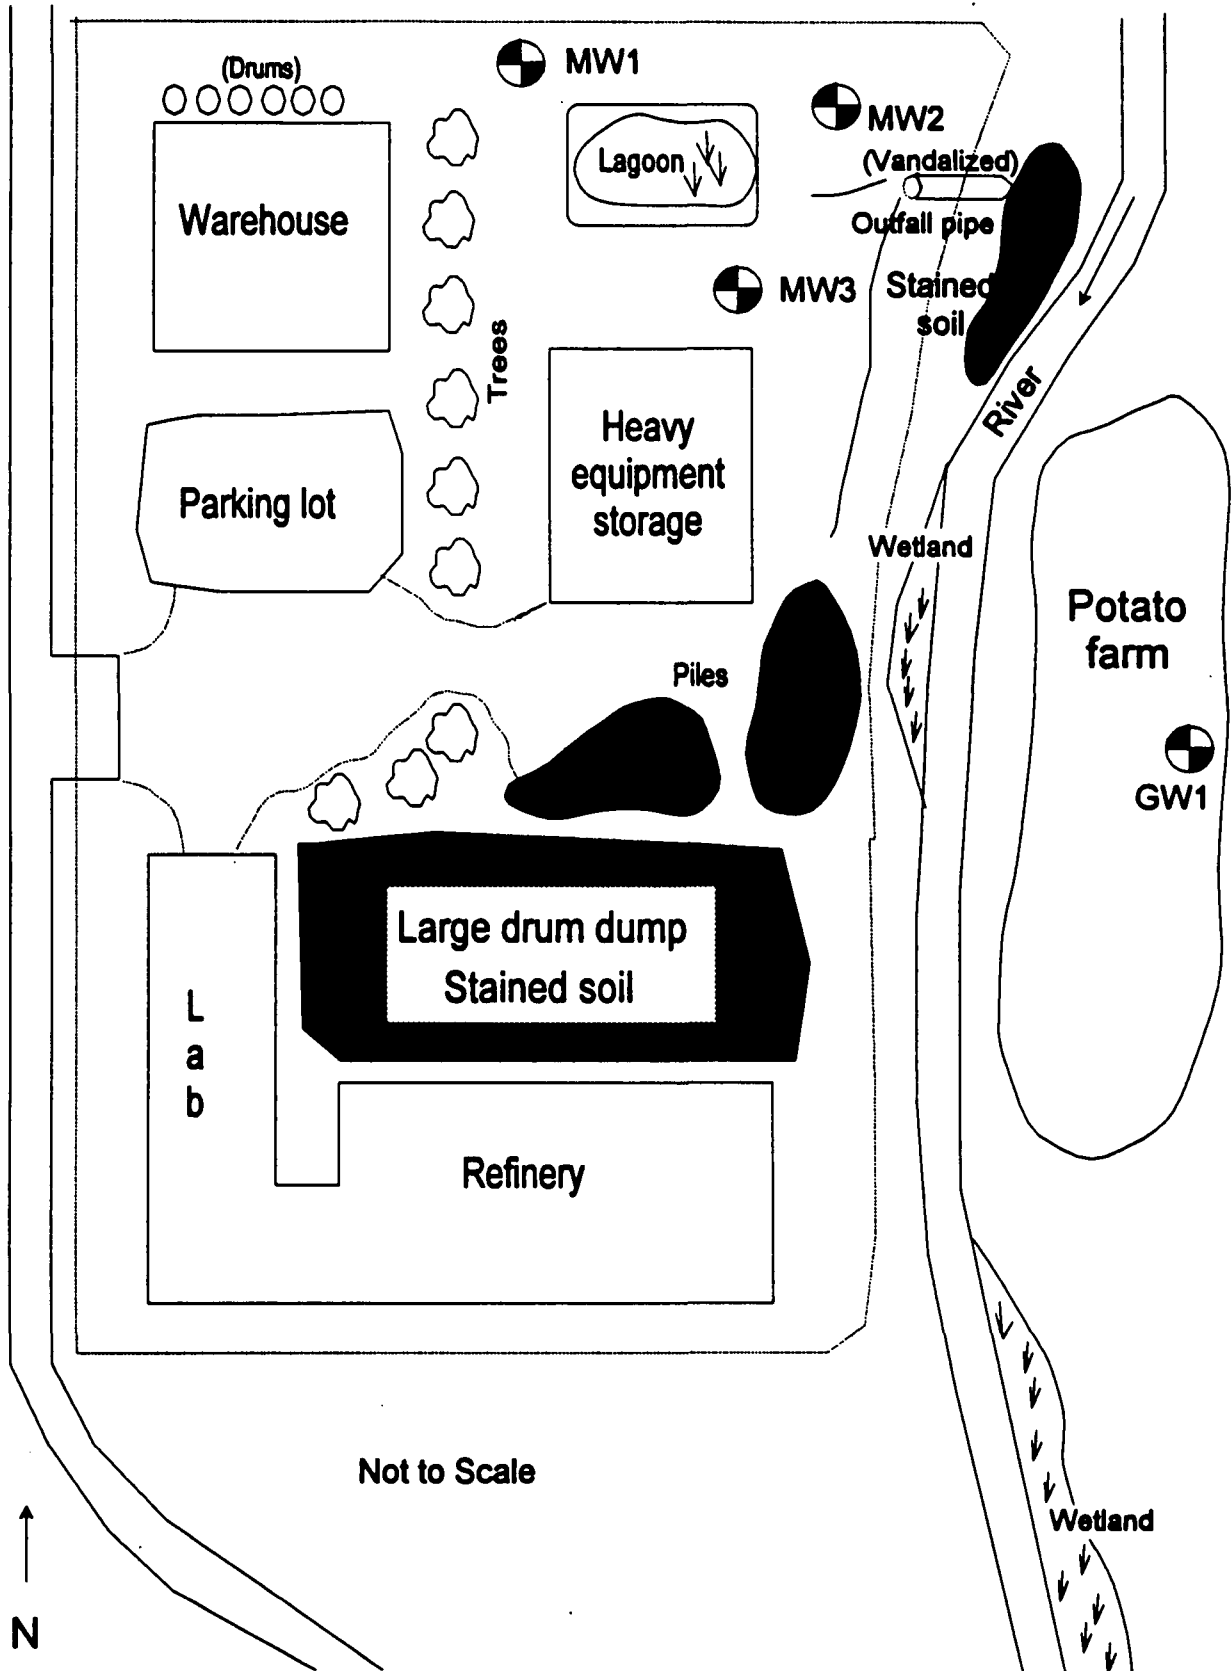 (Drums)
MW1
MW2
(Vandalized)
Lagoon
Warehouse
Outfall pipe
MW3
Stained
soil
Trees
River
Heavy
equipment
storage
Parking lot
Wetland
Potato
farm
Piles
GW1
Large drum dump
Stained soil
L
a
b
Refinery
Not to Scale
Wetland
N